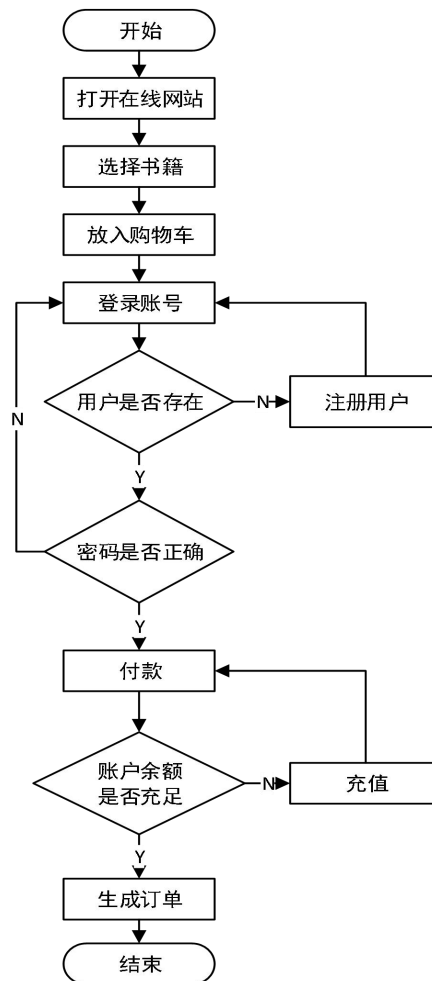 开始
打开在线网站
选择书籍
放入购物车
登录账号
用户是否存在
N
注册用户
N
Y
密码是否正确
Y
付款
账户余额
是否充足
N
充值
Y
生成订单
结束